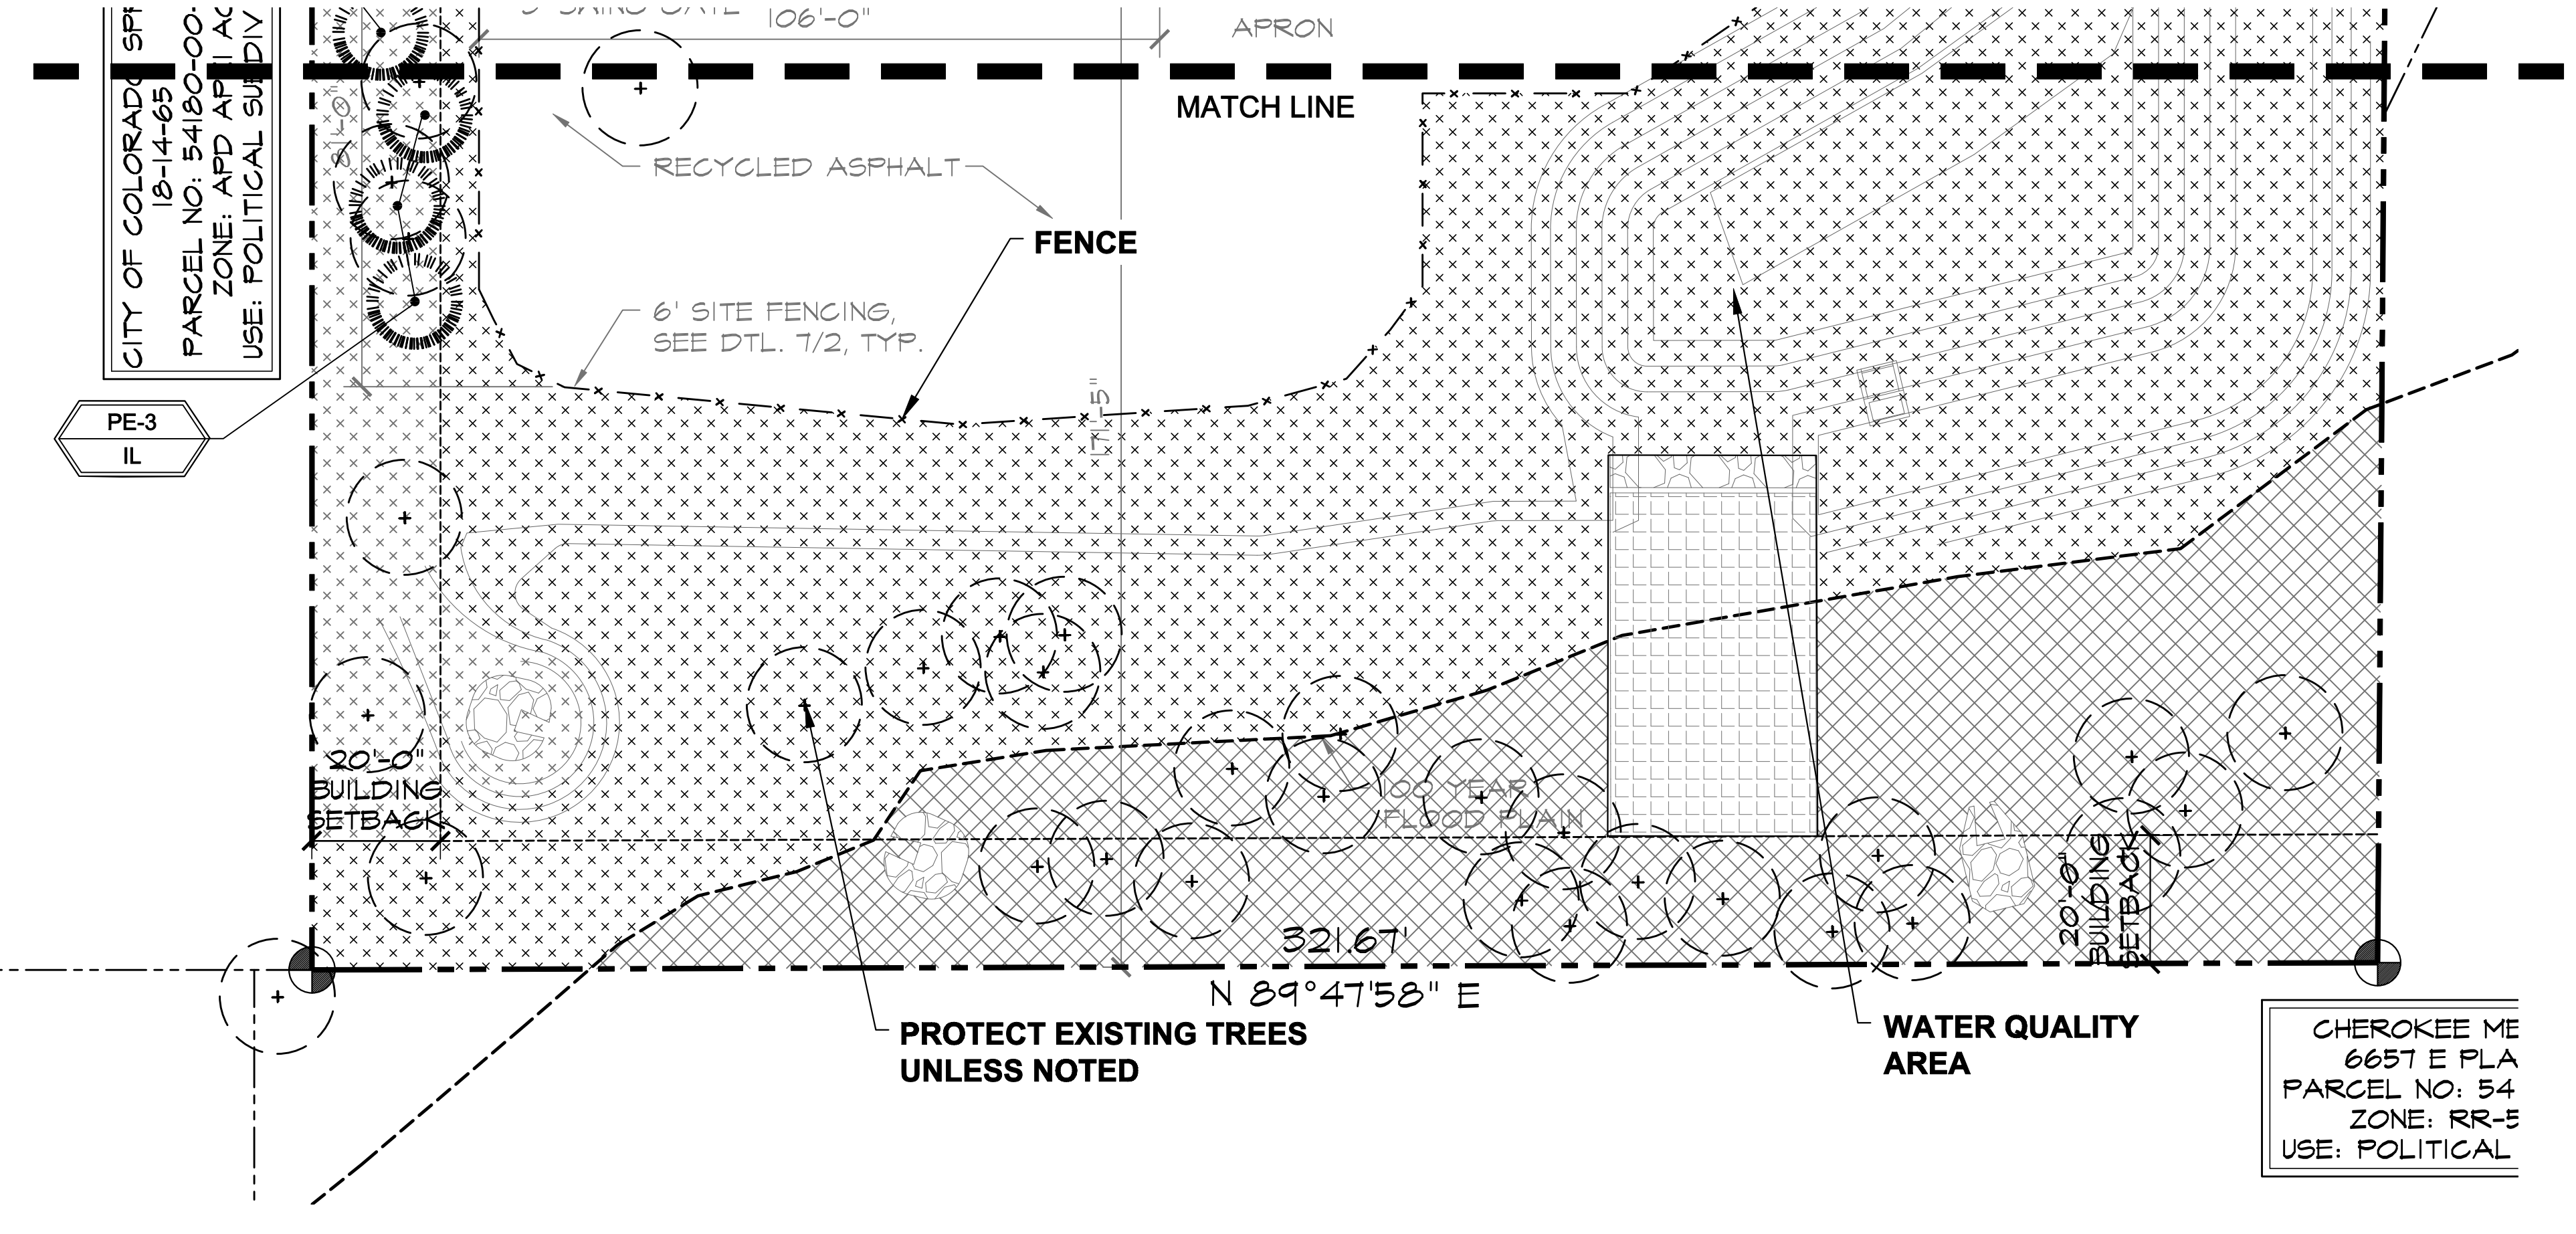 106'-0"
APRON
MATCH LINE
RECYCLED ASPHALT
FENCE
6' SITE FENCING,
SEE DTL. 7/2, TYP.
CITY OF COLORADO
18-14-65
PARCEL NO: 54180-00-
ZONE: APD
USE: POLITICAL SUBDIV
PE-3
IL
171'-5"
20'-0"
BUILDING
SETBACK
YEAR
FLOOD PLAIN
20'-0"
BUILDING
SETBACK
321.67'
N 89°47'58" E
PROTECT EXISTING TREES
UNLESS NOTED
WATER QUALITY
AREA
CHEROKEE ME
6657 E PLA
PARCEL NO: 54
ZONE: RR-5
USE: POLITICAL